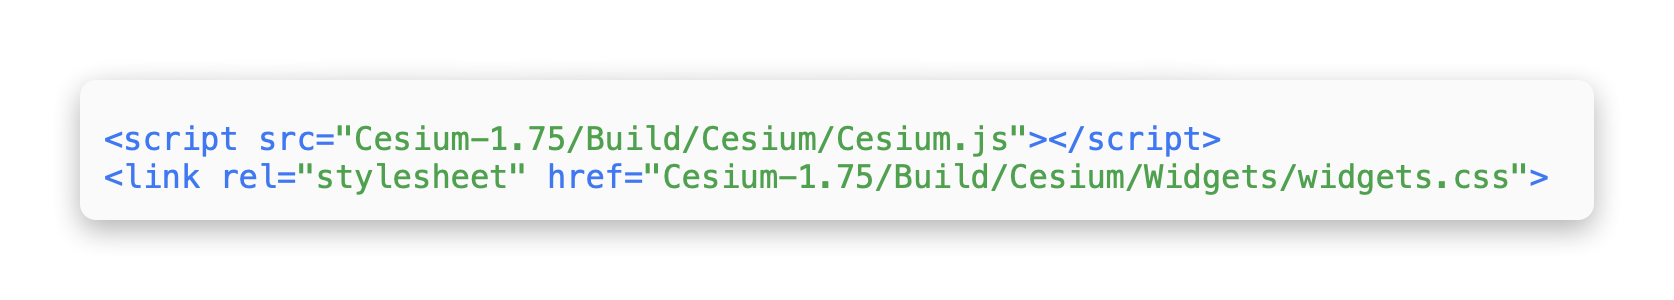 <script src="Cesium-1.75/Build/Cesium/Cesium.js"></script>
<link rel="stylesheet" href="Cesium-1.75/Build/Cesium/Widgets/widgets.css">